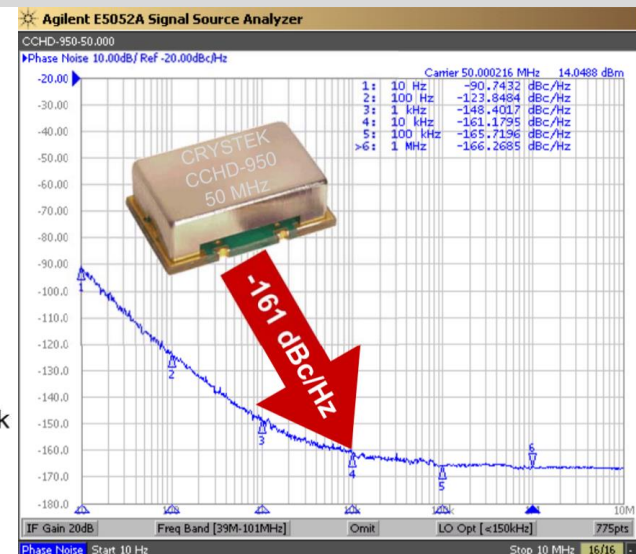 Agilent E5052A Signal Source Analyzer
CCHD-950-50.000
Phase Noise 10.00dB/ Ref -20.00dBc/Hz
Carrier 50.000216 MHz 14.0488 dBm
1: 10 Hz -90.7432 dBc/Hz
2: 100 Hz -123.8484 dBc/Hz
3: 1 kHz -148.4017 dBc/Hz
4: 10 kHz -161.1795 dBc/Hz
5: 100 kHz -165.7196 dBc/Hz
>6: 1 MHz -166.2685 dBc/Hz
-20.00
-30.00
-40.00
-50.00
-60.00
-70.00
-80.00
-90.00
-100.0
-110.0
-120.0
-130.0
-140.0
-150.0
-160.0
-170.0
-180.0
CRYSTEK
CCHD-950
50 MHz
-161 dBc/Hz
1
2
3
4
5
6
k
10M
IF Gain 20dB
Freq Band [39M-101MHz]
Omit
LO Opt [<150kHz]
775pts
Phase Noise Start 10 Hz
Stop 10 MHz 16/16